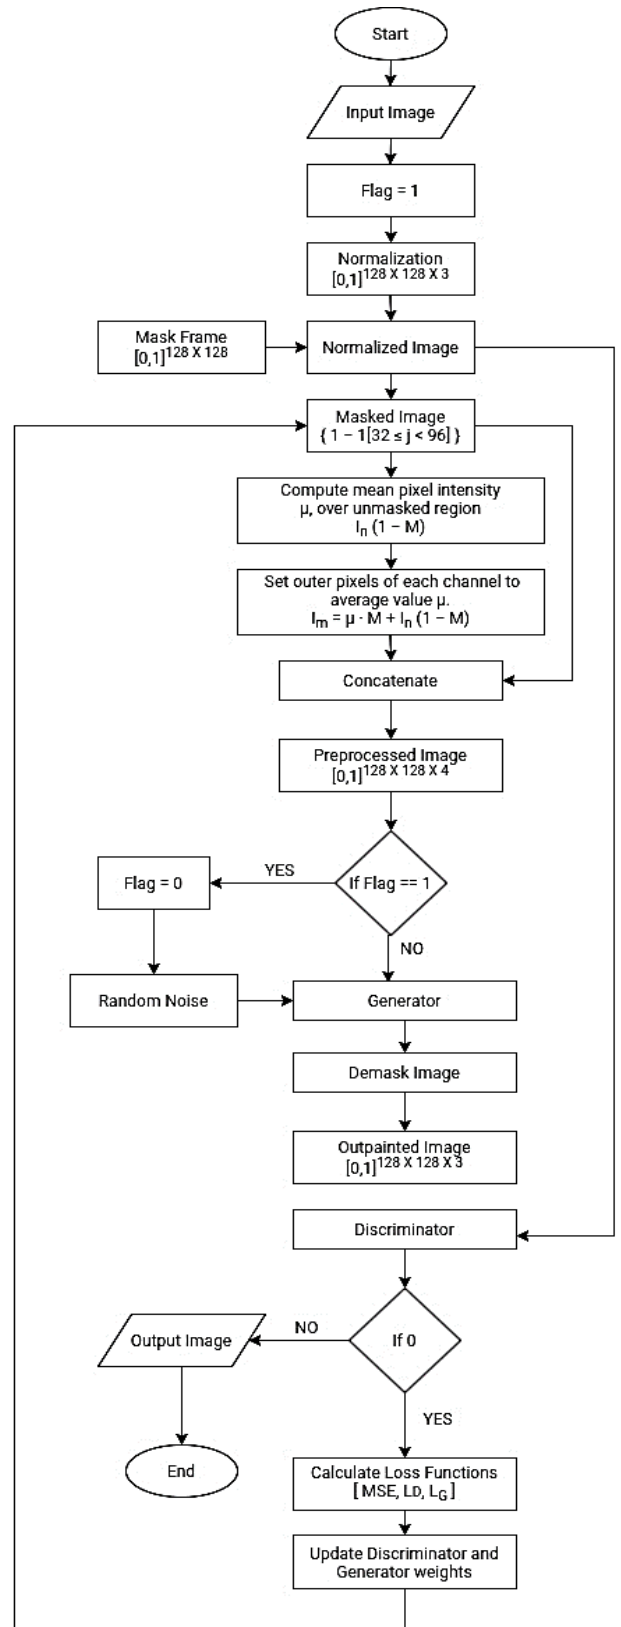 Start
Input Image
Flag = 1
Normalization
[0,1]^128 X 128 X 3
Mask Frame
[0,1]^128 X 128
Normalized Image
Masked Image
{ 1 − 1[32 ≤ j < 96] }
Compute mean pixel intensity
μ, over unmasked region
Iₙ (1 − M)
Set outer pixels of each channel to
average value μ.
Iₘ = μ · M + Iₙ (1 − M)
Concatenate
Preprocessed Image
[0,1]^128 X 128 X 4
If Flag == 1
YES
Flag = 0
NO
Random Noise
Generator
Demask Image
Outpainted Image
[0,1]^128 X 128 X 3
Discriminator
If 0
NO
Output Image
YES
End
Calculate Loss Functions
[ MSE, LD, L_G ]
Update Discriminator and
Generator weights